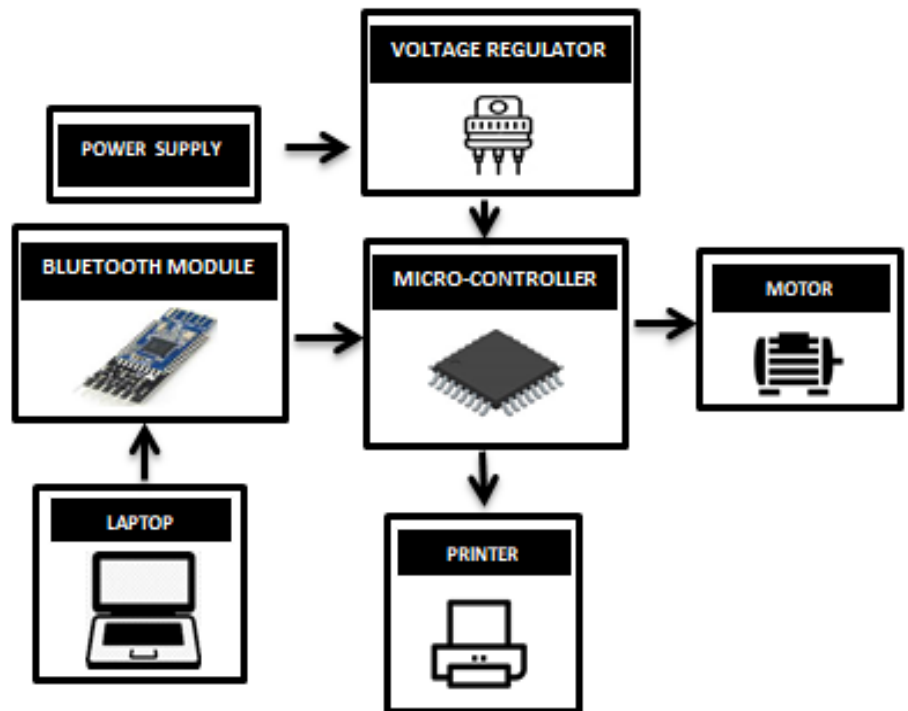 VOLTAGE REGULATOR
POWER SUPPLY
BLUETOOTH MODULE
MICRO-CONTROLLER
MOTOR
LAPTOP
PRINTER